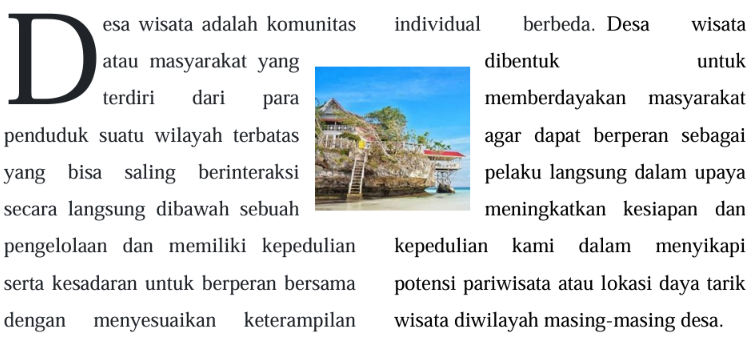 Desa wisata adalah komunitas
atau masyarakat yang
terdiri dari para
penduduk suatu wilayah terbatas
yang bisa saling berinteraksi
secara langsung dibawah sebuah
pengelolaan dan memiliki kepedulian
serta kesadaran untuk berperan bersama
dengan menyesuaikan keterampilan
individual berbeda. Desa wisata
dibentuk untuk
memberdayakan masyarakat
agar dapat berperan sebagai
pelaku langsung dalam upaya
meningkatkan kesiapan dan
kepedulian kami dalam menyikapi
potensi pariwisata atau lokasi daya tarik
wisata diwilayah masing-masing desa.